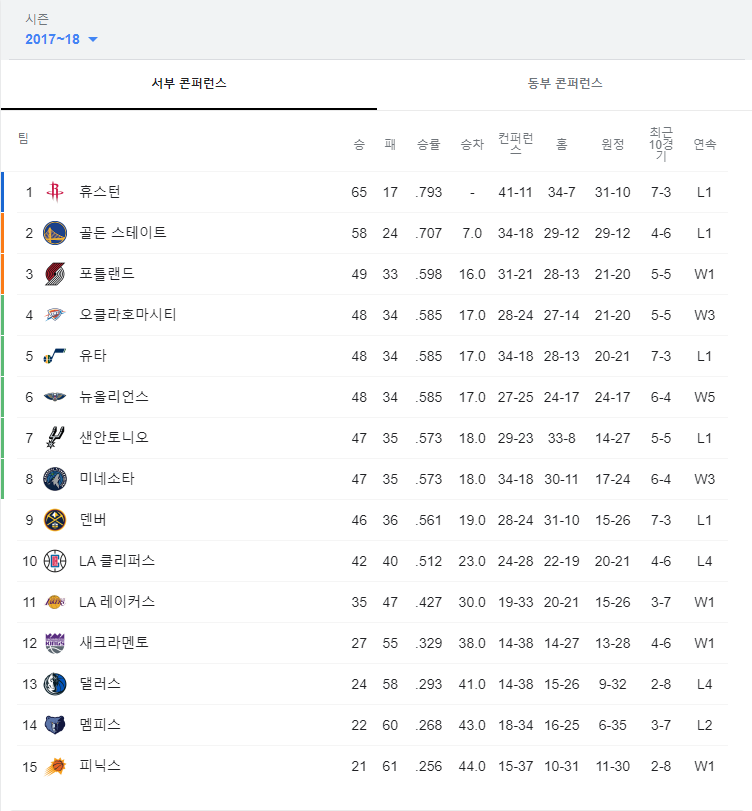 시즌
2017~18
서부 콘퍼런스 동부 콘퍼런스
팀 승 패 승률 승차 컨퍼런스 홈 원정 최근 10경기 연속
1 휴스턴 65 17 .793 - 41-11 34-7 31-10 7-3 L1
2 골든 스테이트 58 24 .707 7.0 34-18 29-12 29-12 4-6 L1
3 포틀랜드 49 33 .598 16.0 31-21 28-13 21-20 5-5 W1
4 오클라호마시티 48 34 .585 17.0 28-24 27-14 21-20 5-5 W3
5 유타 48 34 .585 17.0 34-18 28-13 20-21 7-3 L1
6 뉴올리언스 48 34 .585 17.0 27-25 24-17 24-17 6-4 W5
7 샌안토니오 47 35 .573 18.0 29-23 33-8 14-27 5-5 L1
8 미네소타 47 35 .573 18.0 34-18 30-11 17-24 6-4 W3
9 덴버 46 36 .561 19.0 28-24 31-10 15-26 7-3 L1
10 LA 클리퍼스 42 40 .512 23.0 24-28 22-19 20-21 4-6 L4
11 LA 레이커스 35 47 .427 30.0 19-33 20-21 15-26 3-7 W1
12 새크라멘토 27 55 .329 38.0 14-38 14-27 13-28 4-6 W1
13 댈러스 24 58 .293 41.0 14-38 15-26 9-32 2-8 L4
14 멤피스 22 60 .268 43.0 18-34 16-25 6-35 3-7 L2
15 피닉스 21 61 .256 44.0 15-37 10-31 11-30 2-8 W1